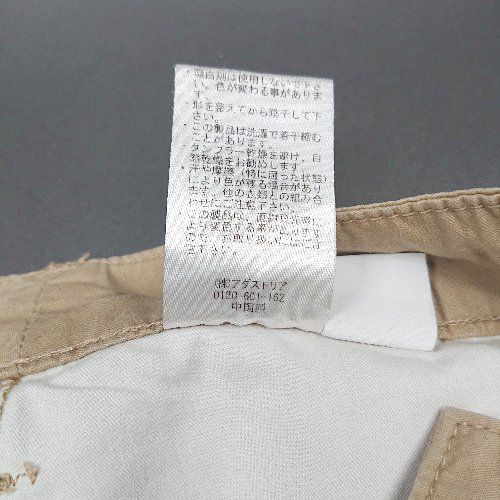 ・漂白剤は使用しないで下さ
い。色が変わる事がありま
す。
・形を整えてから陰干して下
さい。
・この製品は洗濯で若干縮む
ことがあります。
・タンブラー乾燥を避け、自
然乾燥をお勧めします。
・汗や摩擦（特に湿った状態）
により色が移る場合があり
ます。他の衣類との組み合
わせにご注意下さい。
・この製品は、
(株)アダストリア
0120-601-162
中国製